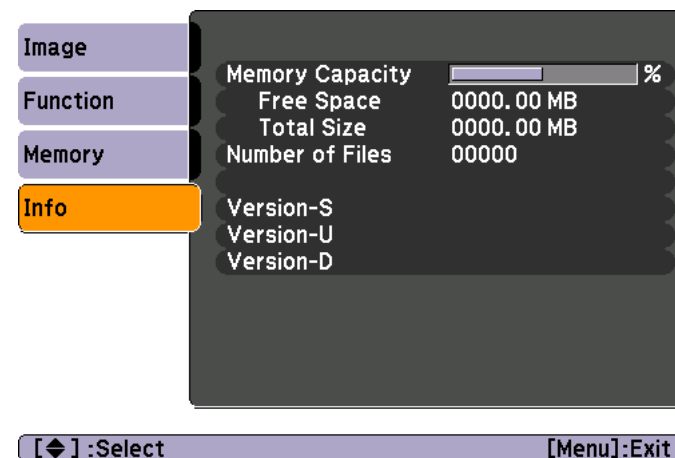 Image
Function
Memory
Info
Memory Capacity %
Free Space 0000.00 MB
Total Size 0000.00 MB
Number of Files 00000
Version-S
Version-U
Version-D
[◆] :Select [Menu]:Exit